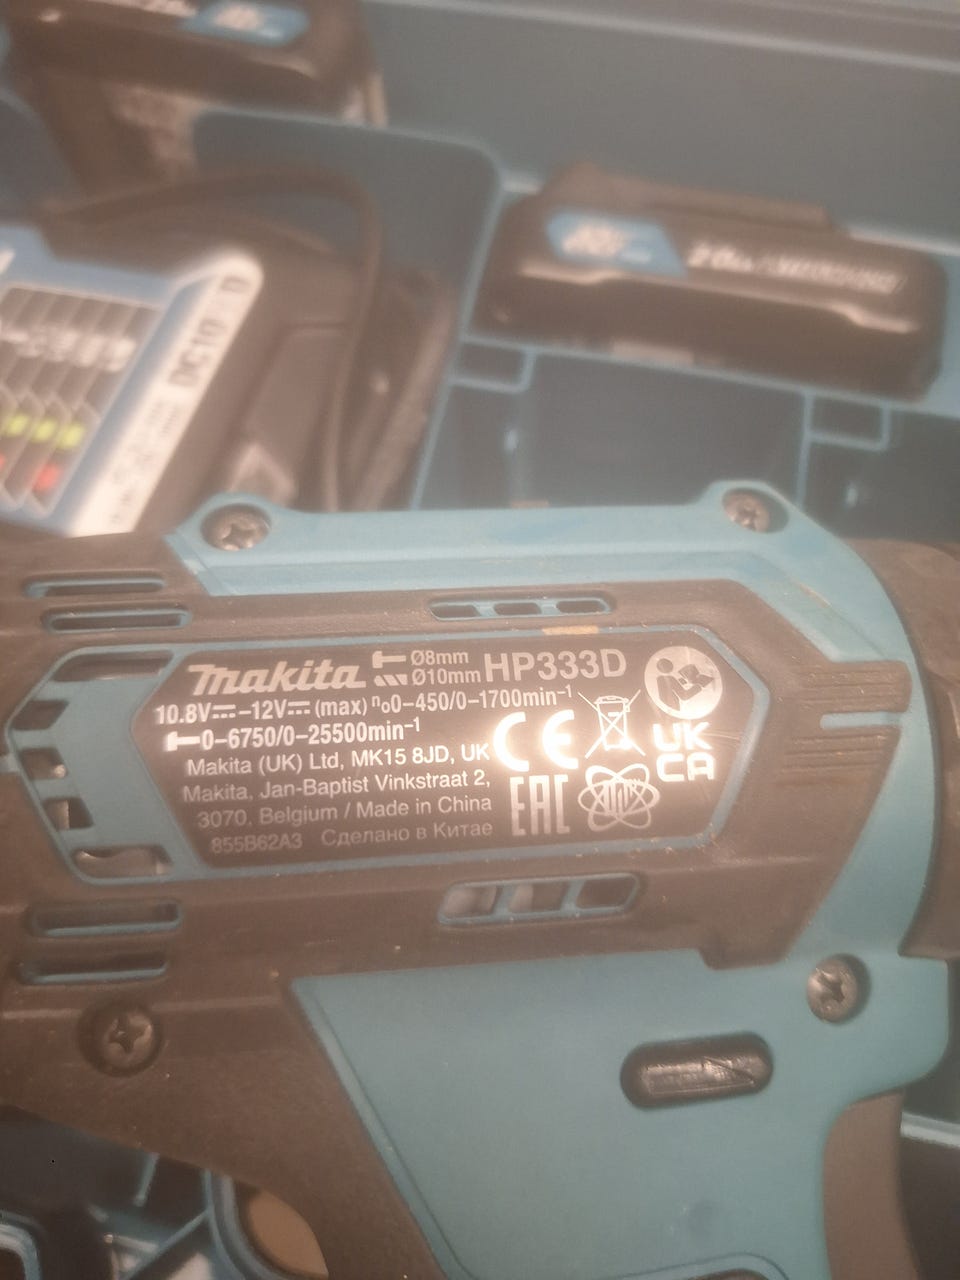 2.0Ah
DC10 D
makita Ø8mm HP333D
Ø10mm
10.8V⎓-12V⎓ (max) n₀0-450/0-1700min⁻¹
0-6750/0-25500min⁻¹
Makita (UK) Ltd, MK15 8JD, UK
Makita, Jan-Baptist Vinkstraat 2,
3070, Belgium / Made in China
855B62A3 Сделано в Китае
CE
UK
CA
EAC